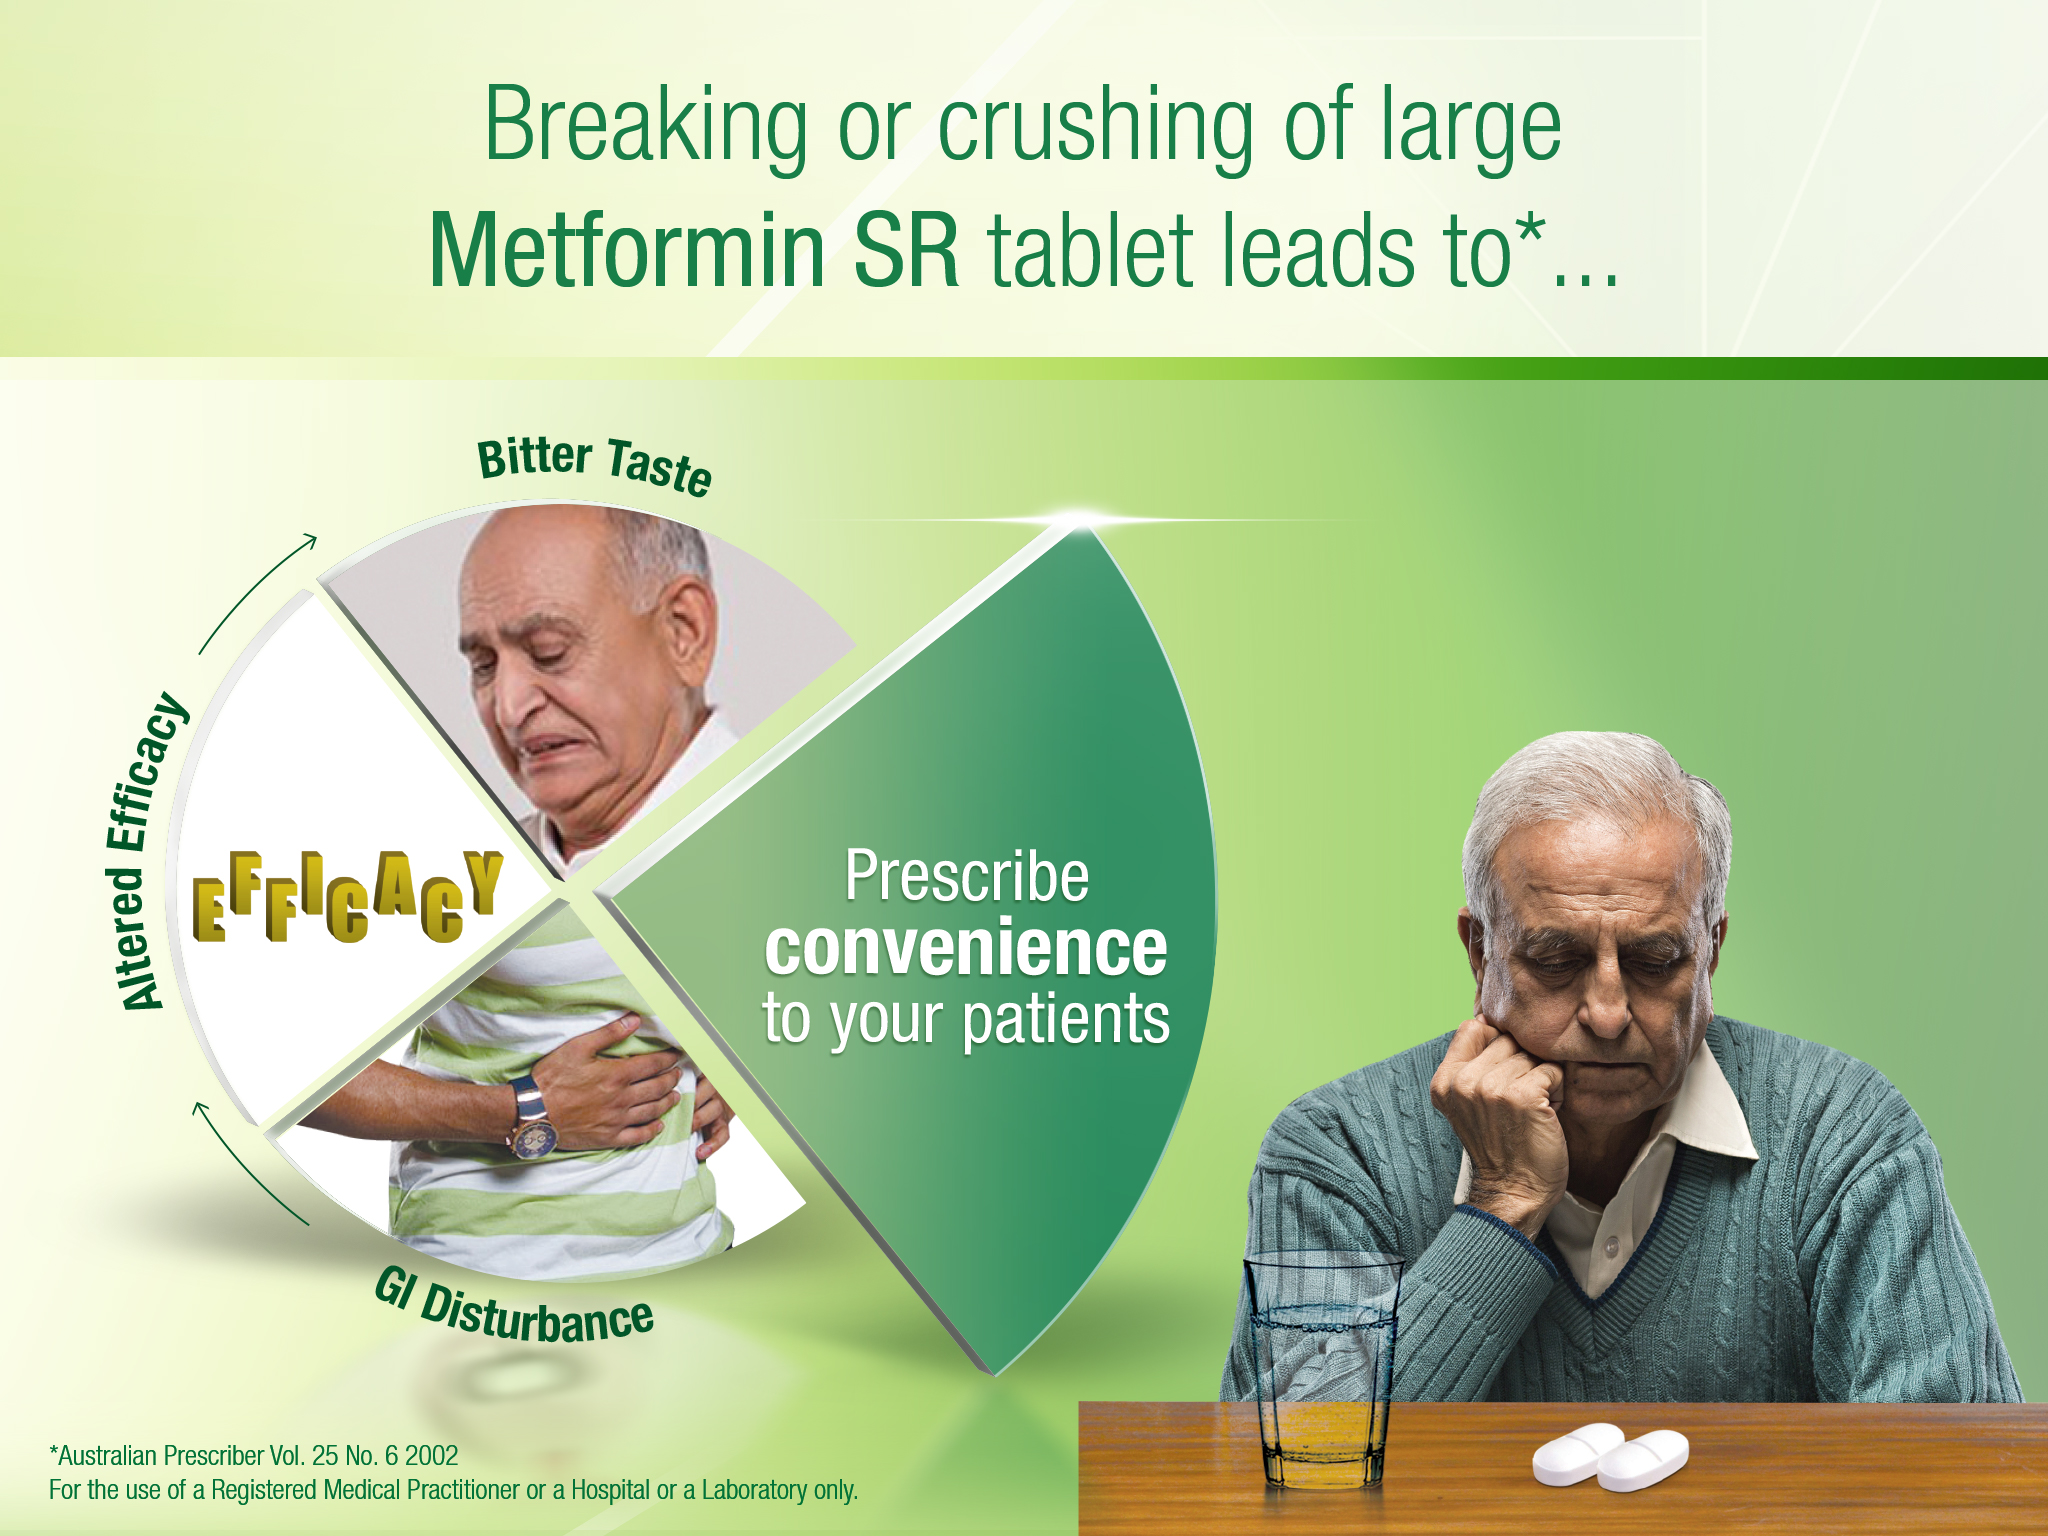 Breaking or crushing of large
Metformin SR tablet leads to*...
Bitter Taste
Altered Efficacy
EFFICACY
GI Disturbance
Prescribe
convenience
to your patients
*Australian Prescriber Vol. 25 No. 6 2002
For the use of a Registered Medical Practitioner or a Hospital or a Laboratory only.